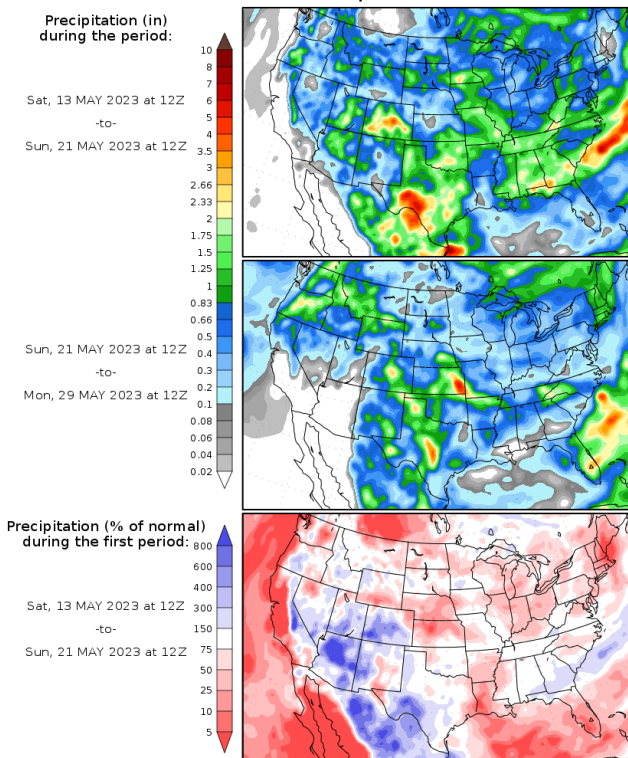 Precipitation (in)
during the period:
Sat, 13 MAY 2023 at 12Z
-to-
Sun, 21 MAY 2023 at 12Z
Sun, 21 MAY 2023 at 12Z
-to-
Mon, 29 MAY 2023 at 12Z
10
8
7
6
5
4
3.5
3
2.66
2.33
2
1.75
1.5
1.25
1
0.83
0.66
0.5
0.4
0.3
0.2
0.1
0.08
0.06
0.04
0.02
Precipitation (% of normal)
during the first period:
Sat, 13 MAY 2023 at 12Z
-to-
Sun, 21 MAY 2023 at 12Z
800
600
400
300
150
75
50
25
10
5